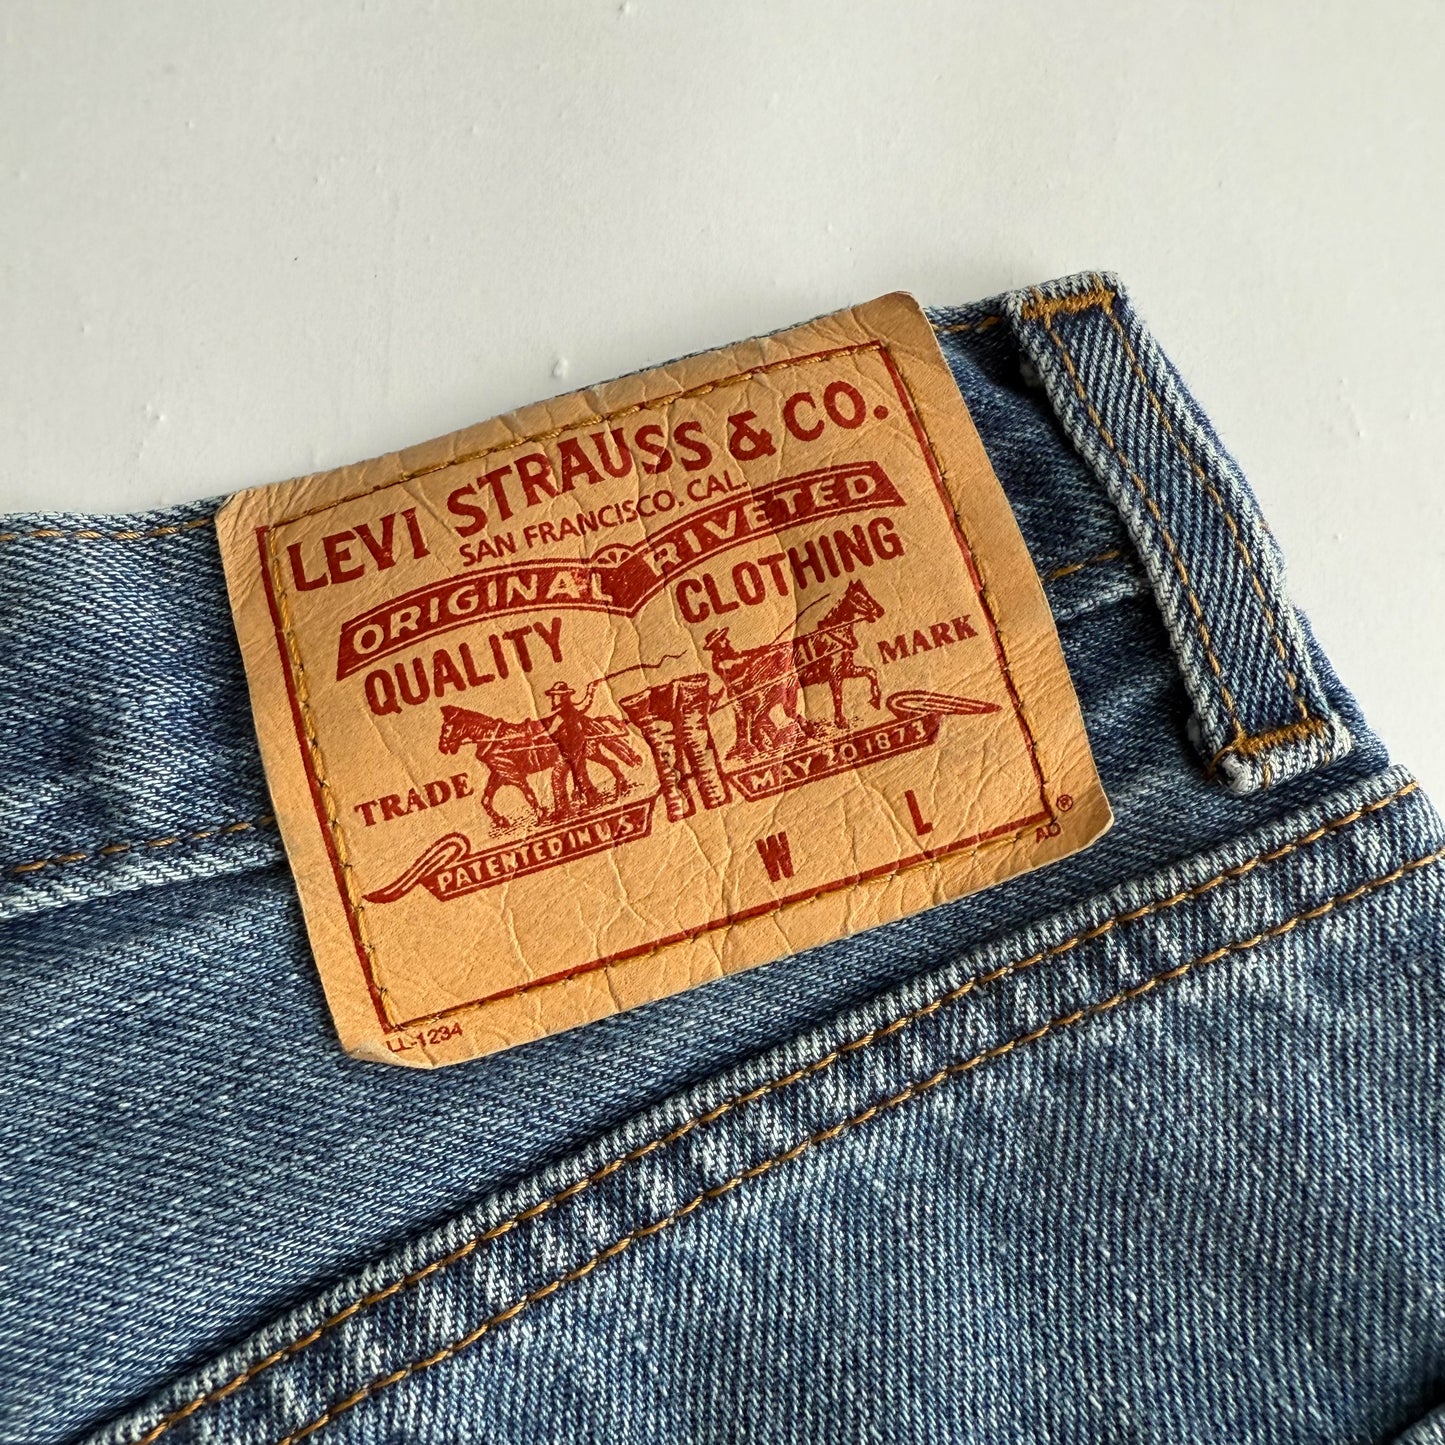 LEVI STRAUSS & CO.
SAN FRANCISCO, CAL.
ORIGINAL RIVETED
QUALITY CLOTHING
TRADE MARK
PATENTED IN U.S. MAY 20 1873
W L
®
LL-1234